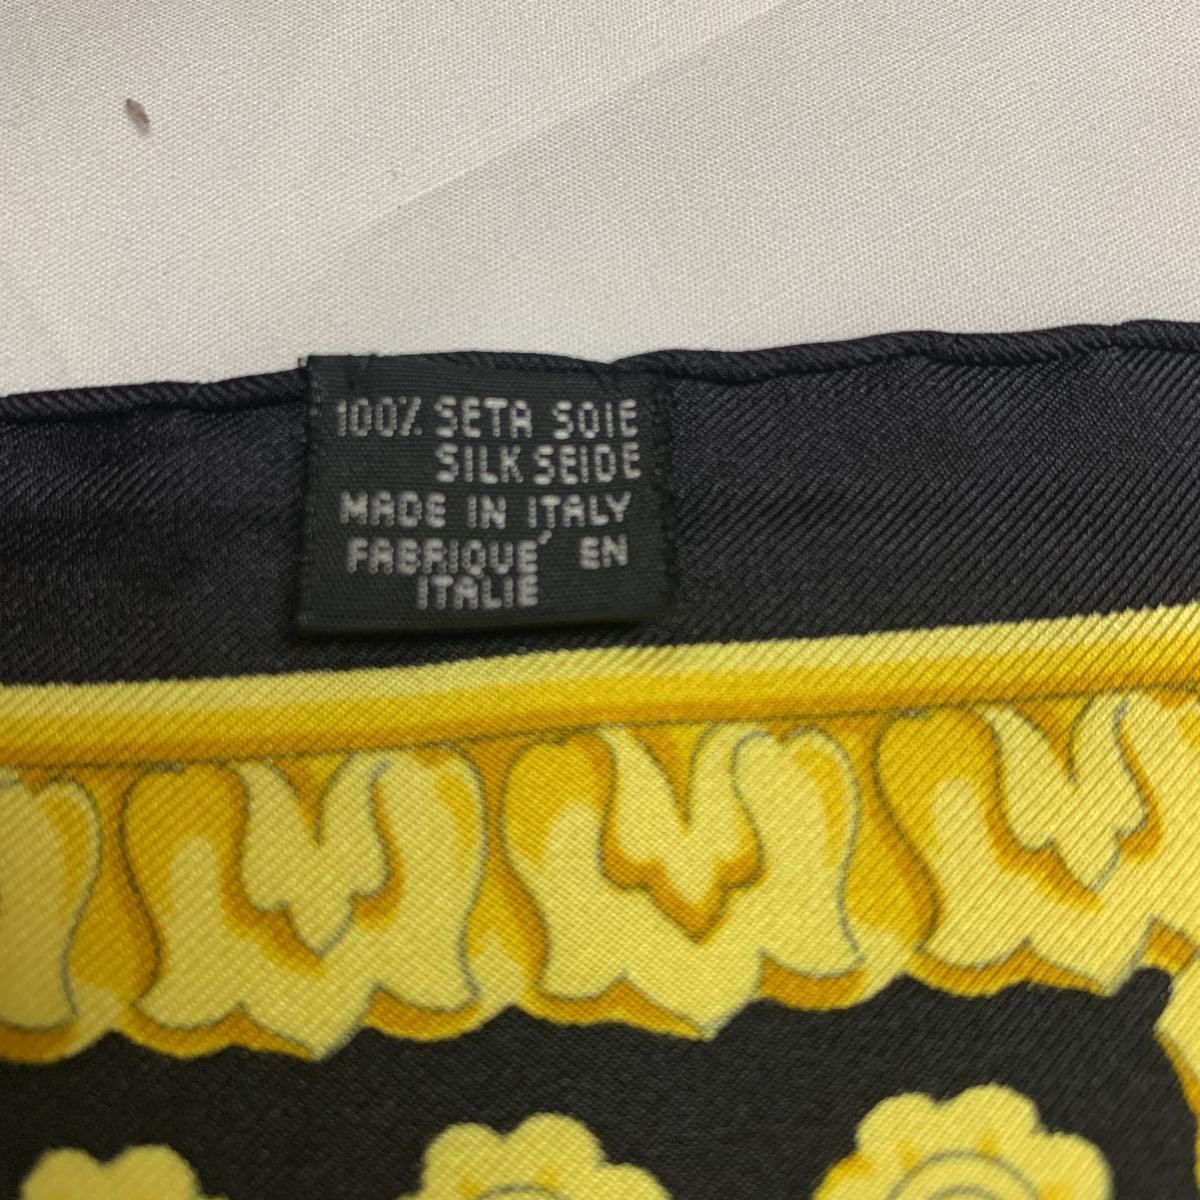 100% SETA SOIE
SILK SEIDE
MADE IN ITALY
FABRIQUE' EN
ITALIE